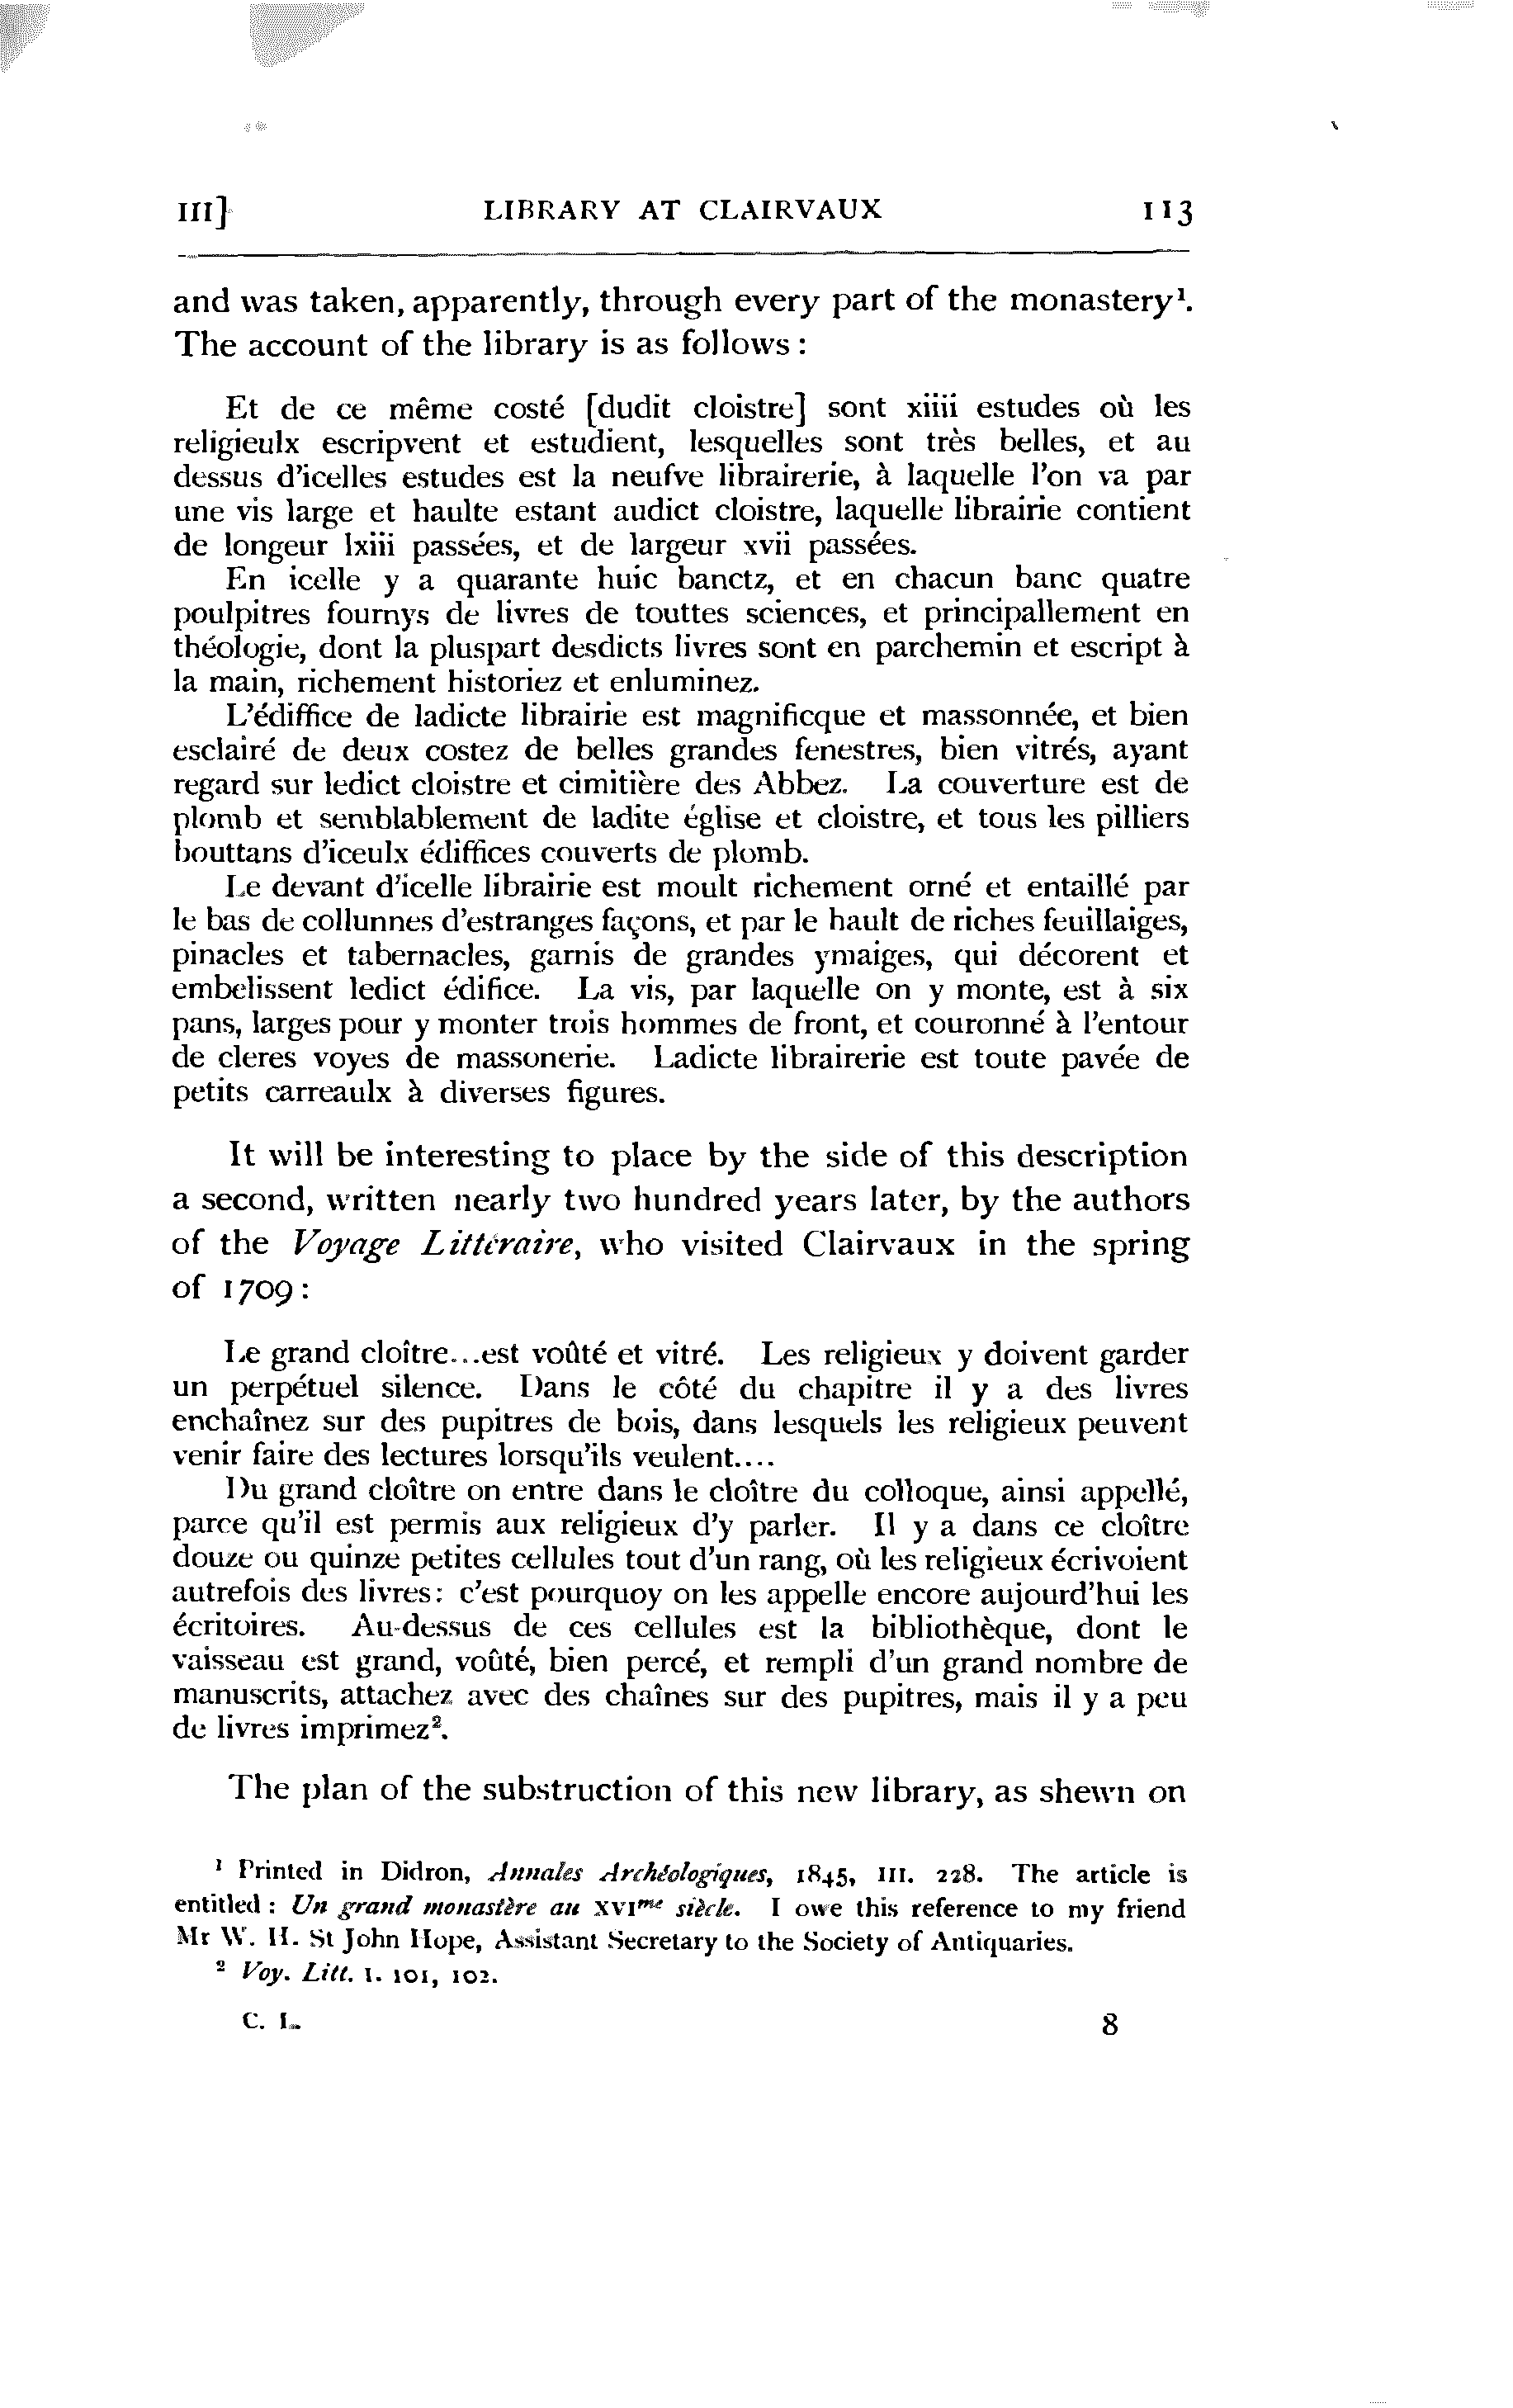 III] LIBRARY AT CLAIRVAUX 113
and was taken, apparently, through every part of the monastery¹.
The account of the library is as follows :
Et de ce même costé [dudit cloistre] sont xiiii estudes où les
religieulx escripvent et estudient, lesquelles sont très belles, et au
dessus d'icelles estudes est la neufve librairerie, à laquelle l'on va par
une vis large et haulte estant audict cloistre, laquelle librairie contient
de longeur lxiii passées, et de largeur xvii passées.
En icelle y a quarante huic banctz, et en chacun banc quatre
poulpitres fournys de livres de touttes sciences, et principallement en
théologie, dont la pluspart desdicts livres sont en parchemin et escript à
la main, richement historiez et enluminez.
L'édiffice de ladicte librairie est magnificque et massonnée, et bien
esclairé de deux costez de belles grandes fenestres, bien vitrés, ayant
regard sur ledict cloistre et cimitière des Abbez. La couverture est de
plomb et semblablement de ladite église et cloistre, et tous les pilliers
bouttans d'iceulx édiffices couverts de plomb.
Le devant d'icelle librairie est moult richement orné et entaillé par
le bas de collunnes d'estranges façons, et par le hault de riches feuillaiges,
pinacles et tabernacles, garnis de grandes ymaiges, qui décorent et
embelissent ledict édifice. La vis, par laquelle on y monte, est à six
pans, larges pour y monter trois hommes de front, et couronné à l'entour
de cleres voyes de massonerie. Ladicte librairerie est toute pavée de
petits carreaulx à diverses figures.
It will be interesting to place by the side of this description
a second, written nearly two hundred years later, by the authors
of the Voyage Littéraire, who visited Clairvaux in the spring
of 1709 :
Le grand cloître...est voûté et vitré. Les religieux y doivent garder
un perpétuel silence. Dans le côté du chapitre il y a des livres
enchaînez sur des pupitres de bois, dans lesquels les religieux peuvent
venir faire des lectures lorsqu'ils veulent....
Du grand cloître on entre dans le cloître du colloque, ainsi appellé,
parce qu'il est permis aux religieux d'y parler. Il y a dans ce cloître
douze ou quinze petites cellules tout d'un rang, où les religieux écrivoient
autrefois des livres: c'est pourquoy on les appelle encore aujourd'hui les
écritoires. Au-dessus de ces cellules est la bibliothèque, dont le
vaisseau est grand, voûté, bien percé, et rempli d'un grand nombre de
manuscrits, attachez avec des chaînes sur des pupitres, mais il y a peu
de livres imprimez².
The plan of the substruction of this new library, as shewn on
¹ Printed in Didron, Annales Archéologiques, 1845, III. 228. The article is
entitled : Un grand monastère au XVIme siècle. I owe this reference to my friend
Mr W. H. St John Hope, Assistant Secretary to the Society of Antiquaries.
² Voy. Litt. I. 101, 102.
C. L. 8